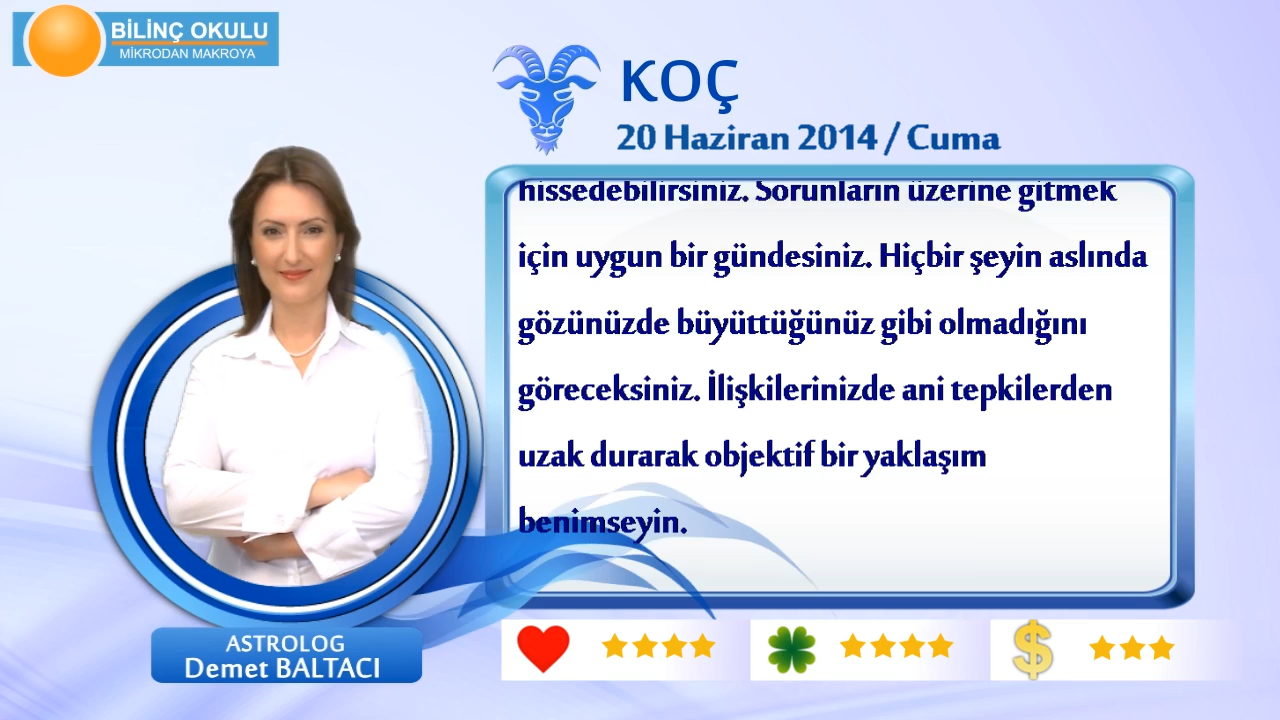 BİLİNÇ OKULU
MİKRODAN MAKROYA
KOÇ
20 Haziran 2014 / Cuma
hissedebilirsiniz. Sorunların üzerine gitmek
için uygun bir gündesiniz. Hiçbir şeyin aslında
gözünüzde büyüttüğünüz gibi olmadığını
göreceksiniz. İlişkilerinizde ani tepkilerden
uzak durarak objektif bir yaklaşım
benimseyin.
ASTROLOG
Demet BALTACI